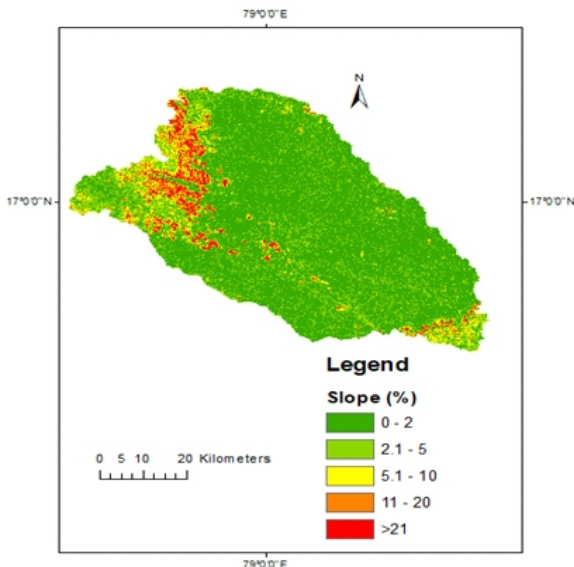 79°0'0"E
N
17°0'0"N
17°0'0"N
Legend
Slope (%)
0 - 2
2.1 - 5
5.1 - 10
11 - 20
>21
0 5 10 20 Kilometers
79°0'0"E